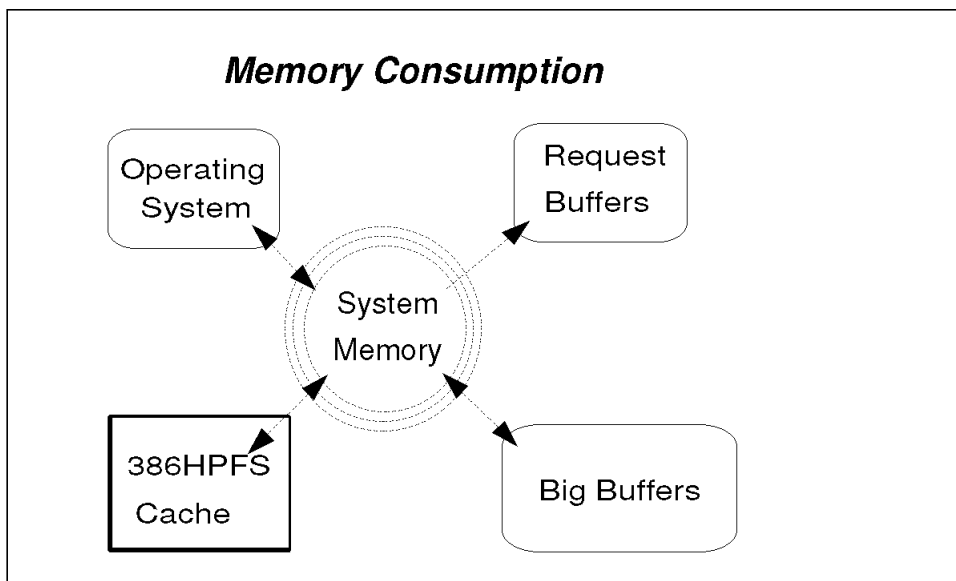 Memory Consumption
Operating
System
Request
Buffers
System
Memory
386HPFS
Cache
Big Buffers